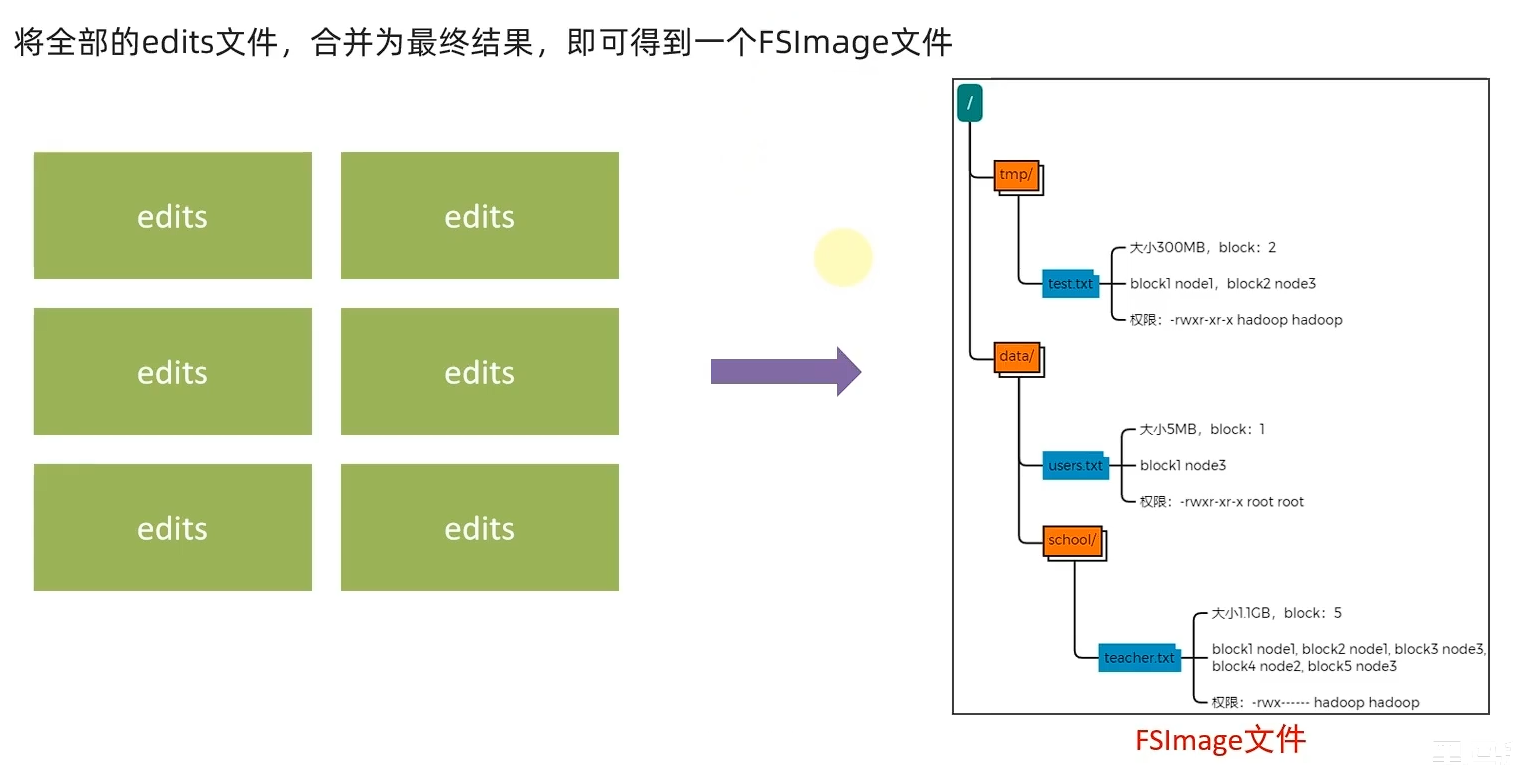 将全部的edits文件，合并为最终结果，即可得到一个FSImage文件
edits
edits
edits
edits
edits
edits
/
tmp/
test.txt
大小300MB，block：2
block1 node1，block2 node3
权限：-rwxr-xr-x hadoop hadoop
data/
users.txt
大小5MB，block：1
block1 node3
权限：-rwxr-xr-x root root
school/
teacher.txt
大小1.1GB，block：5
block1 node1, block2 node1, block3 node3,
block4 node2, block5 node3
权限：-rwx------ hadoop hadoop
FSImage文件